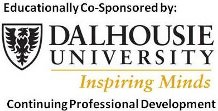 Educationally Co-Sponsored by:
DALHOUSIE
UNIVERSITY
Inspiring Minds
Continuing Professional Development